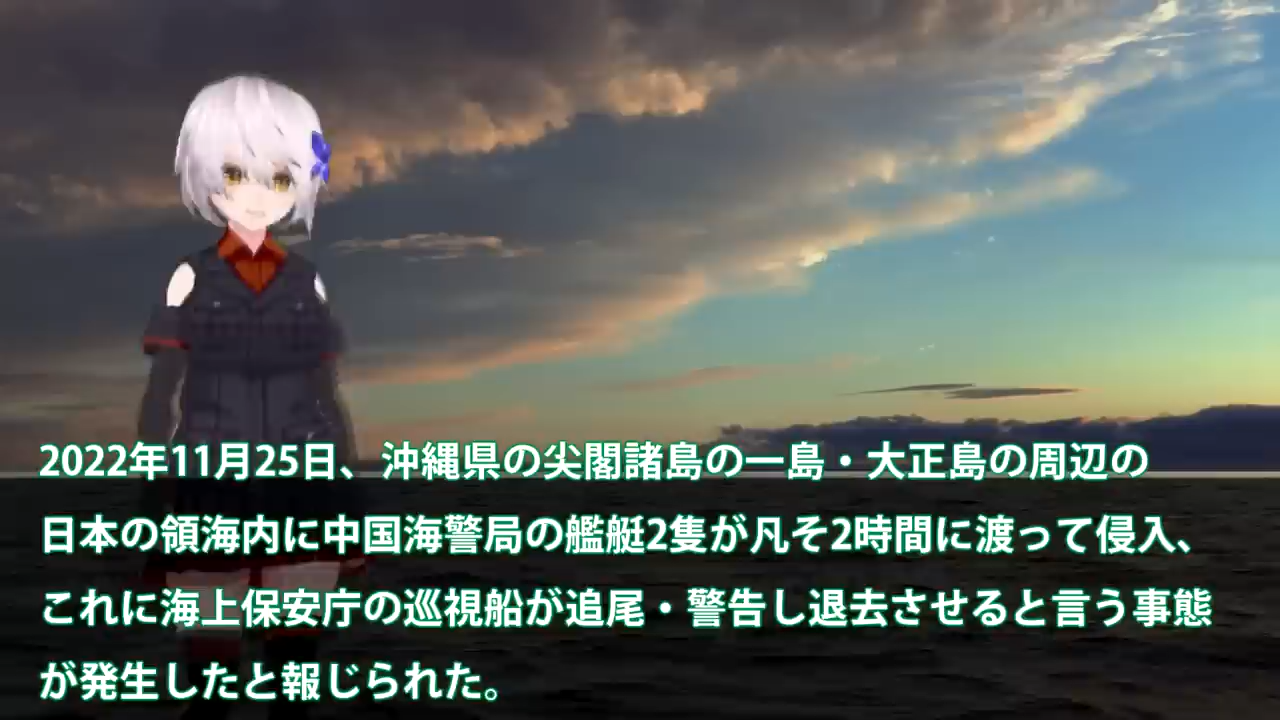 2022年11月25日、沖縄県の尖閣諸島の一島・大正島の周辺の
日本の領海内に中国海警局の艦艇2隻が凡そ2時間に渡って侵入、
これに海上保安庁の巡視船が追尾・警告し退去させると言う事態
が発生したと報じられた。